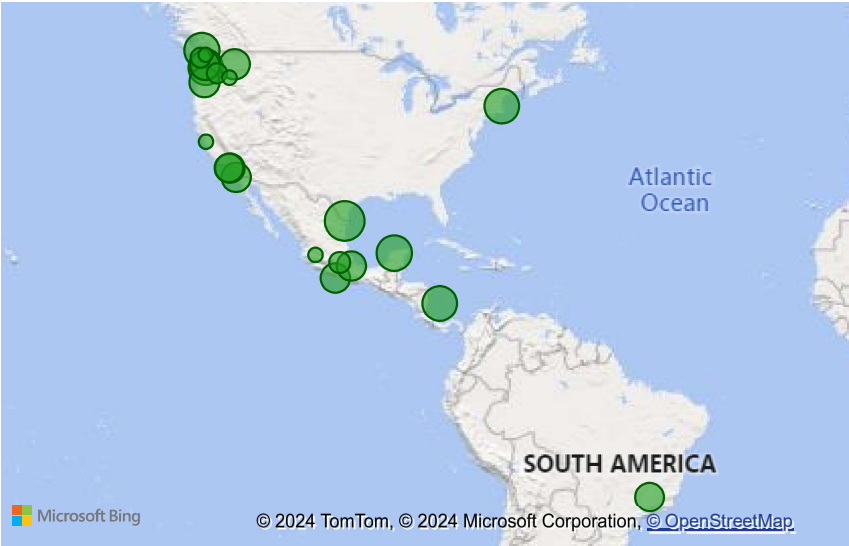 Atlantic
Ocean
SOUTH AMERICA
Microsoft Bing
© 2024 TomTom, © 2024 Microsoft Corporation, © OpenStreetMap